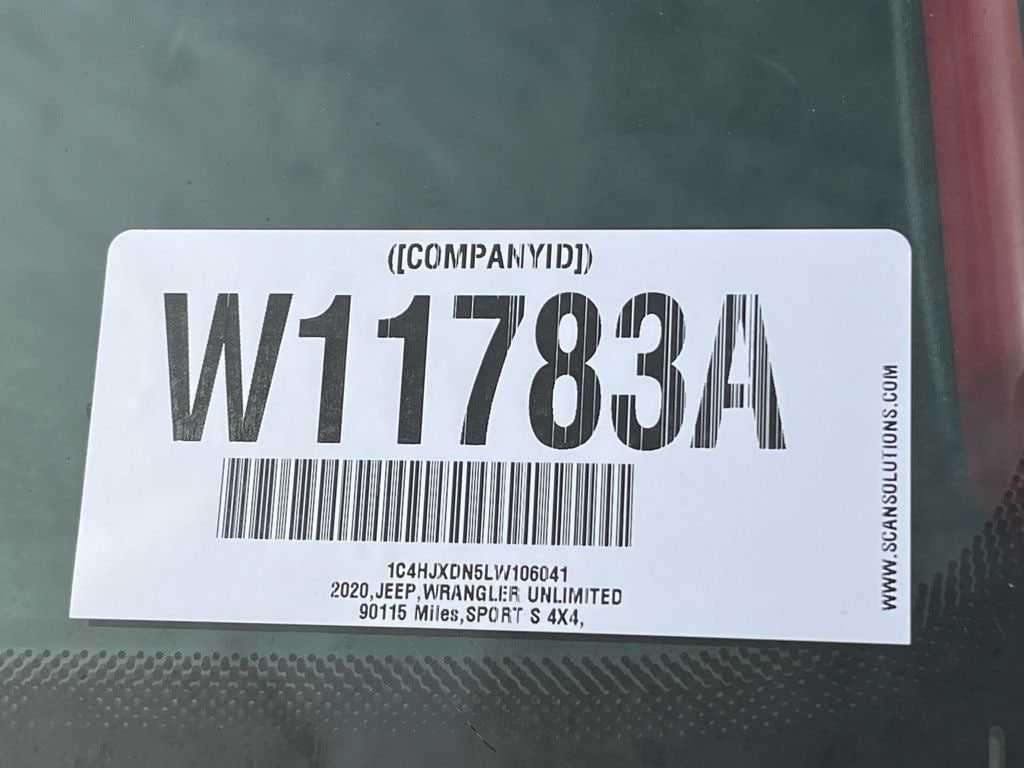 ([COMPANYID])
W11783A
1C4HJXDN5LW106041
2020,JEEP,WRANGLER UNLIMITED
90115 Miles,SPORT S 4X4,
WWW.SCANSOLUTIONS.COM